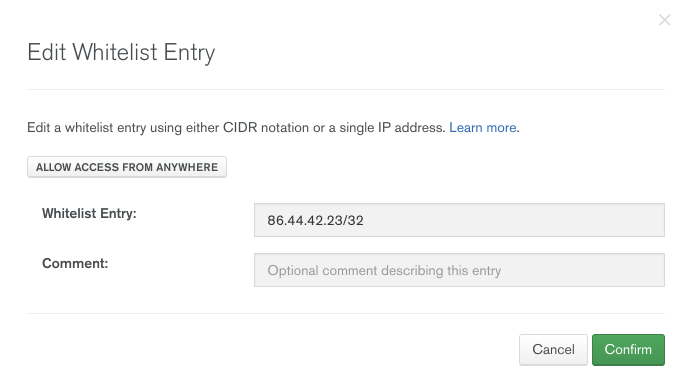 ×
Edit Whitelist Entry
Edit a whitelist entry using either CIDR notation or a single IP address. Learn more.
ALLOW ACCESS FROM ANYWHERE
Whitelist Entry: 86.44.42.23/32
Comment: Optional comment describing this entry
Cancel Confirm